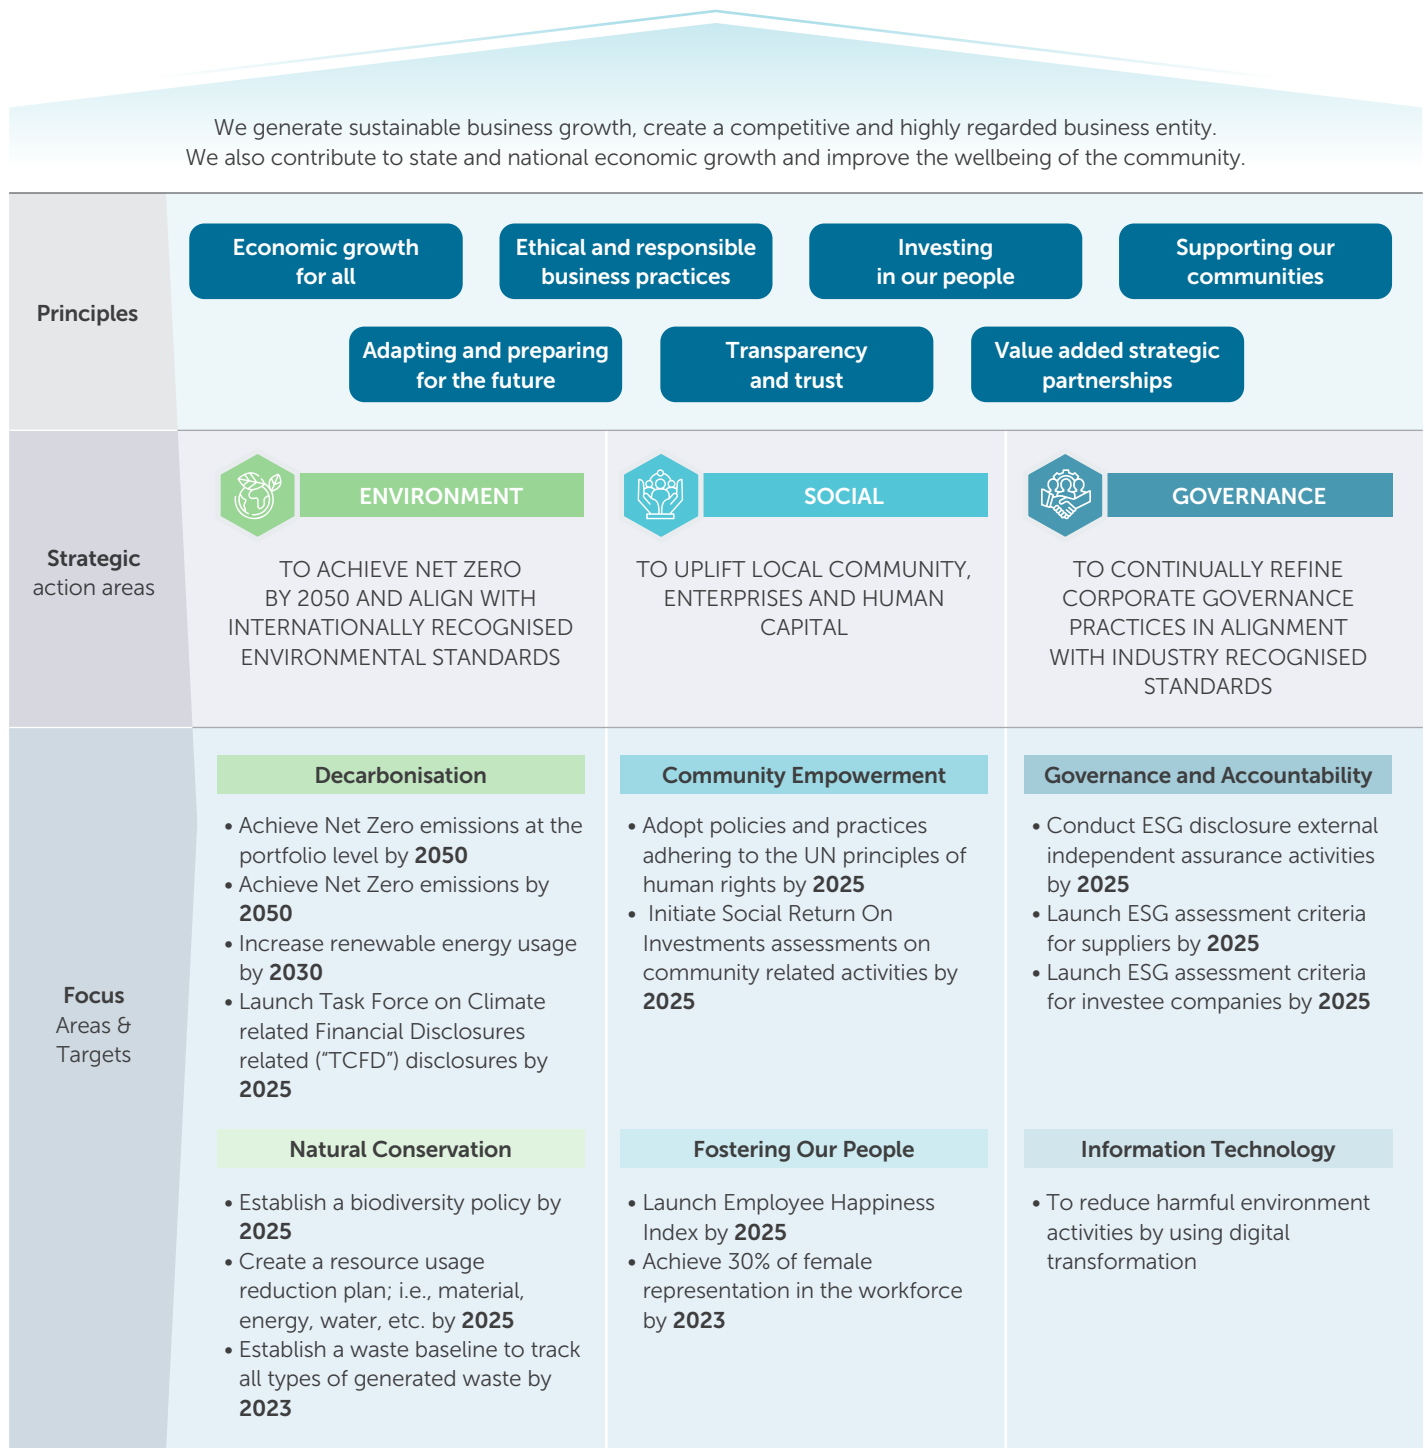 We generate sustainable business growth, create a competitive and highly regarded business entity.
We also contribute to state and national economic growth and improve the wellbeing of the community.
Principles
Economic growth
for all
Ethical and responsible
business practices
Investing
in our people
Supporting our
communities
Adapting and preparing
for the future
Transparency
and trust
Value added strategic
partnerships
Strategic
action areas
ENVIRONMENT
TO ACHIEVE NET ZERO
BY 2050 AND ALIGN WITH
INTERNATIONALLY RECOGNISED
ENVIRONMENTAL STANDARDS
SOCIAL
TO UPLIFT LOCAL COMMUNITY,
ENTERPRISES AND HUMAN
CAPITAL
GOVERNANCE
TO CONTINUALLY REFINE
CORPORATE GOVERNANCE
PRACTICES IN ALIGNMENT
WITH INDUSTRY RECOGNISED
STANDARDS
Focus
Areas &
Targets
Decarbonisation
• Achieve Net Zero emissions at the
portfolio level by 2050
• Achieve Net Zero emissions by
2050
• Increase renewable energy usage
by 2030
• Launch Task Force on Climate
related Financial Disclosures
related (“TCFD”) disclosures by
2025
Community Empowerment
• Adopt policies and practices
adhering to the UN principles of
human rights by 2025
• Initiate Social Return On
Investments assessments on
community related activities by
2025
Governance and Accountability
• Conduct ESG disclosure external
independent assurance activities
by 2025
• Launch ESG assessment criteria
for suppliers by 2025
• Launch ESG assessment criteria
for investee companies by 2025
Natural Conservation
• Establish a biodiversity policy by
2025
• Create a resource usage
reduction plan; i.e., material,
energy, water, etc. by 2025
• Establish a waste baseline to track
all types of generated waste by
2023
Fostering Our People
• Launch Employee Happiness
Index by 2025
• Achieve 30% of female
representation in the workforce
by 2023
Information Technology
• To reduce harmful environment
activities by using digital
transformation